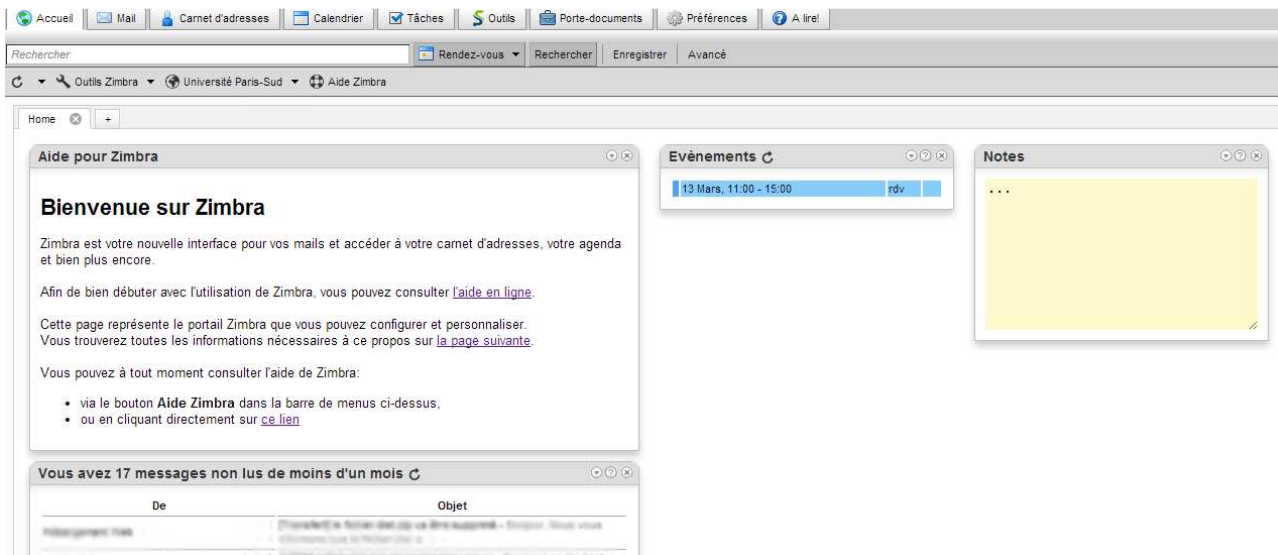 Accueil Mail Carnet d'adresses Calendrier Tâches Outils Porte-documents Préférences A lire!
Rechercher Rendez-vous Rechercher Enregistrer Avancé
Outils Zimbra Université Paris-Sud Aide Zimbra
Home +
Aide pour Zimbra
Bienvenue sur Zimbra
Zimbra est votre nouvelle interface pour vos mails et accéder à votre carnet d'adresses, votre agenda
et bien plus encore.
Afin de bien débuter avec l'utilisation de Zimbra, vous pouvez consulter l'aide en ligne.
Cette page représente le portail Zimbra que vous pouvez configurer et personnaliser.
Vous trouverez toutes les informations nécessaires à ce propos sur la page suivante.
Vous pouvez à tout moment consulter l'aide de Zimbra:
• via le bouton Aide Zimbra dans la barre de menus ci-dessus,
• ou en cliquant directement sur ce lien
Vous avez 17 messages non lus de moins d'un mois
De Objet
Evènements
13 Mars, 11:00 - 15:00 rdv
Notes
...